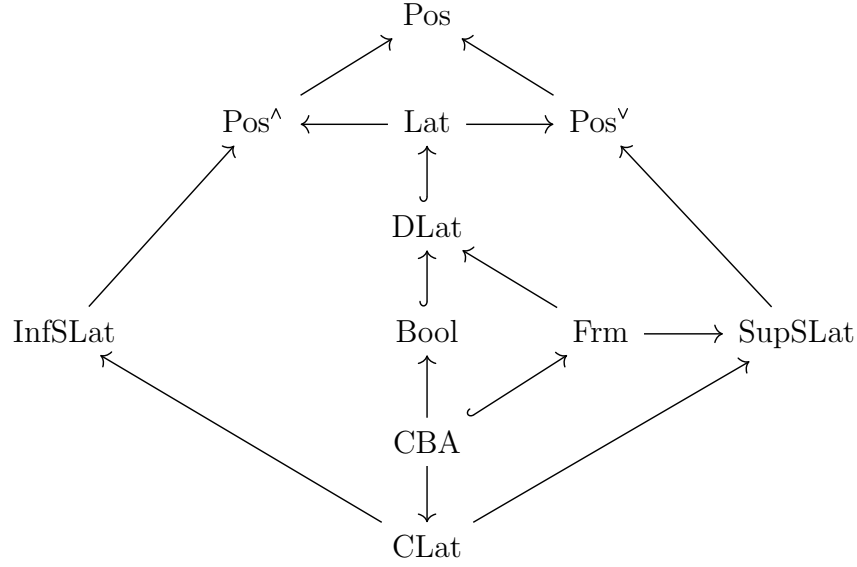 Pos
Pos^ Lat Pos˅
DLat
InfSLat Bool Frm SupSLat
CBA
CLat